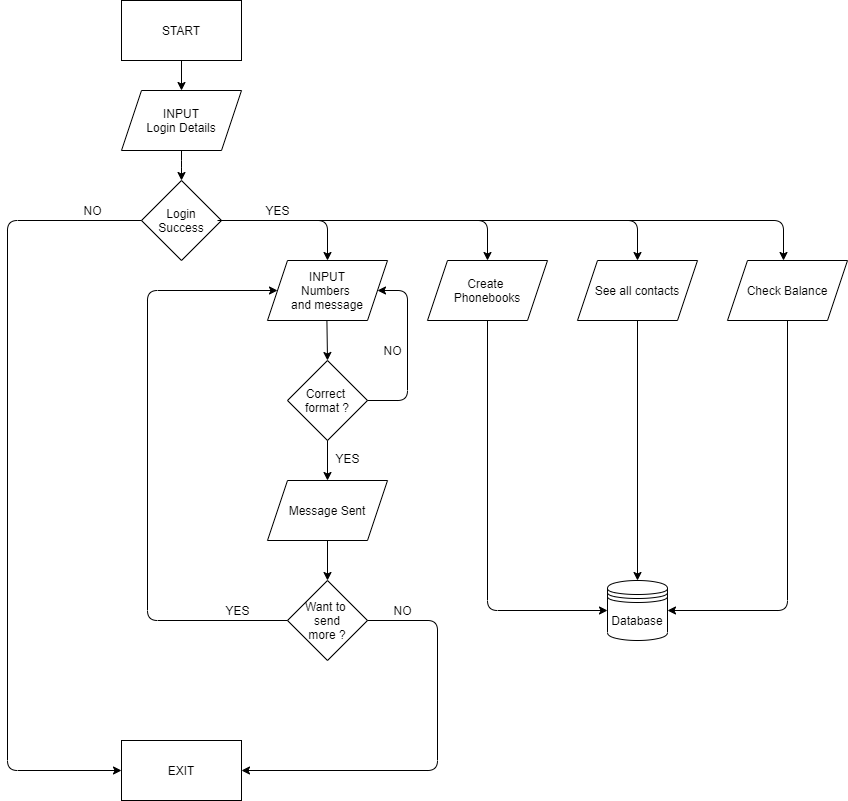 START
INPUT
Login Details
Login
Success
NO
YES
INPUT
Numbers
and message
Create
Phonebooks
See all contacts
Check Balance
NO
Correct
format ?
YES
Message Sent
Want to
send
more ?
YES
NO
Database
EXIT